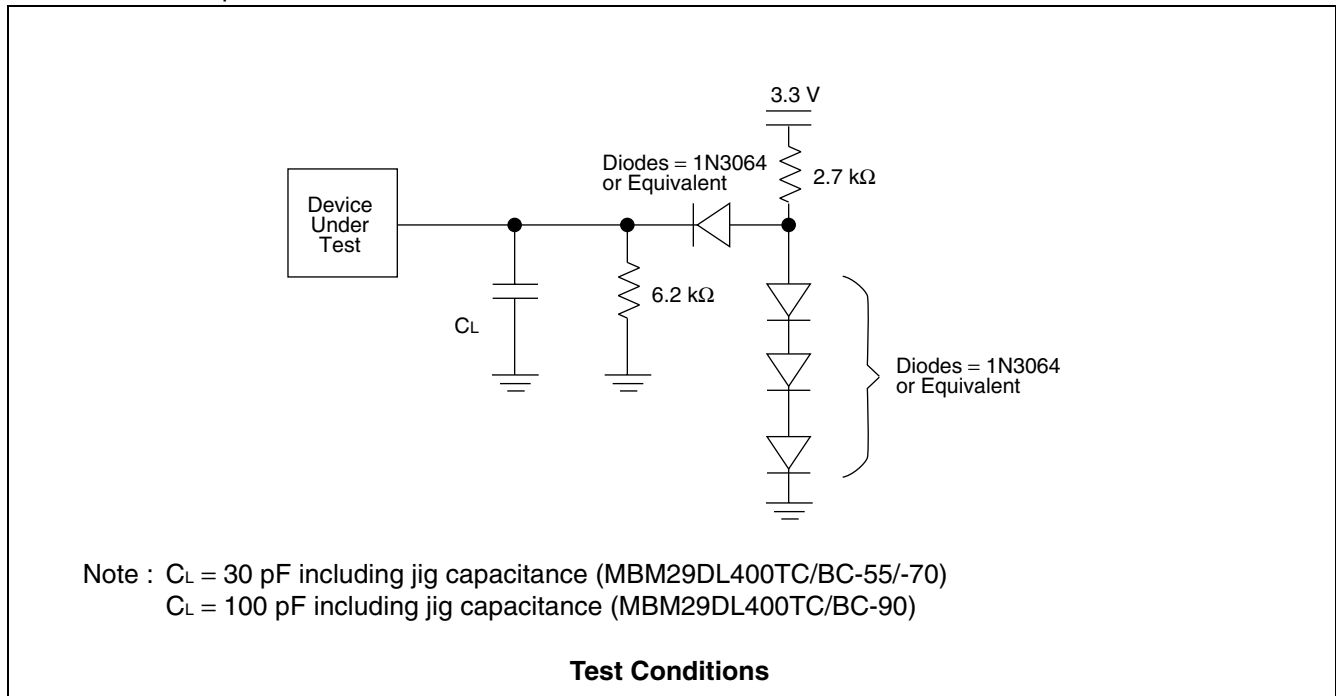 3.3 V
Diodes = 1N3064
or Equivalent
2.7 kΩ
Device
Under
Test
6.2 kΩ
CL
Diodes = 1N3064
or Equivalent
Note : CL = 30 pF including jig capacitance (MBM29DL400TC/BC-55/-70)
CL = 100 pF including jig capacitance (MBM29DL400TC/BC-90)
Test Conditions